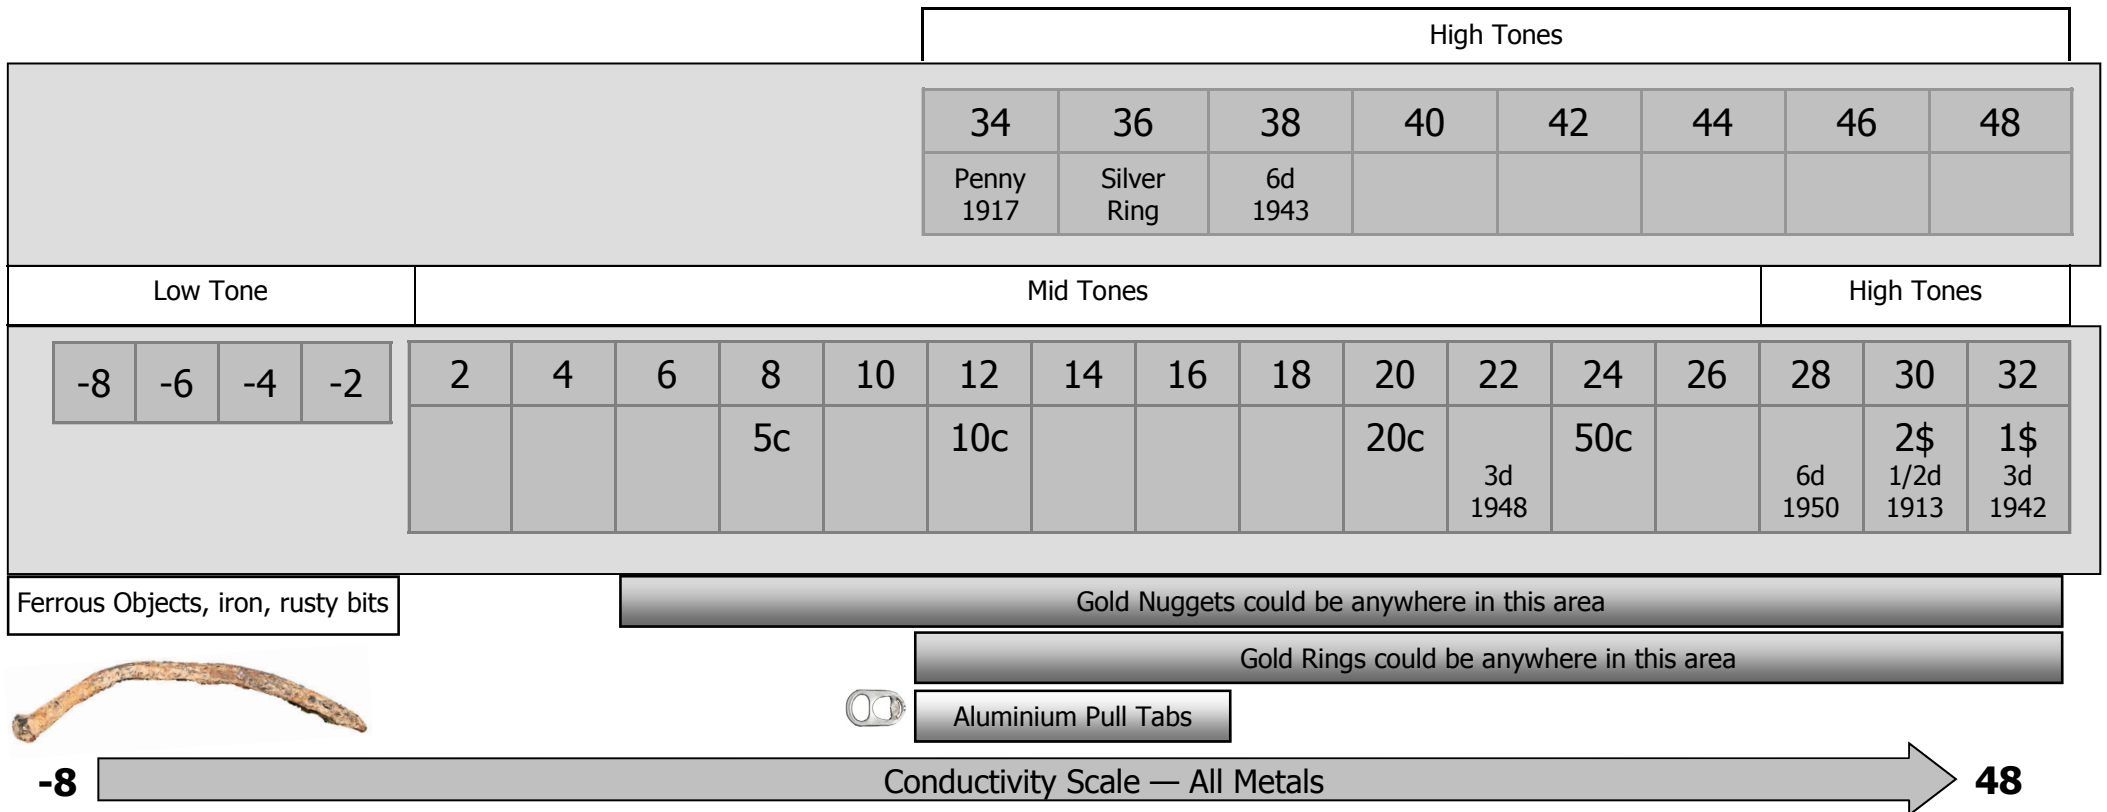 High Tones
34 36 38 40 42 44 46 48
Penny Silver 6d
1917 Ring 1943
Low Tone Mid Tones High Tones
-8 -6 -4 -2 2 4 6 8 10 12 14 16 18 20 22 24 26 28 30 32
5c 10c 20c 50c 2$ 1$
3d 6d 1/2d 3d
1948 1950 1913 1942
Ferrous Objects, iron, rusty bits Gold Nuggets could be anywhere in this area
Gold Rings could be anywhere in this area
Aluminium Pull Tabs
-8 Conductivity Scale — All Metals 48